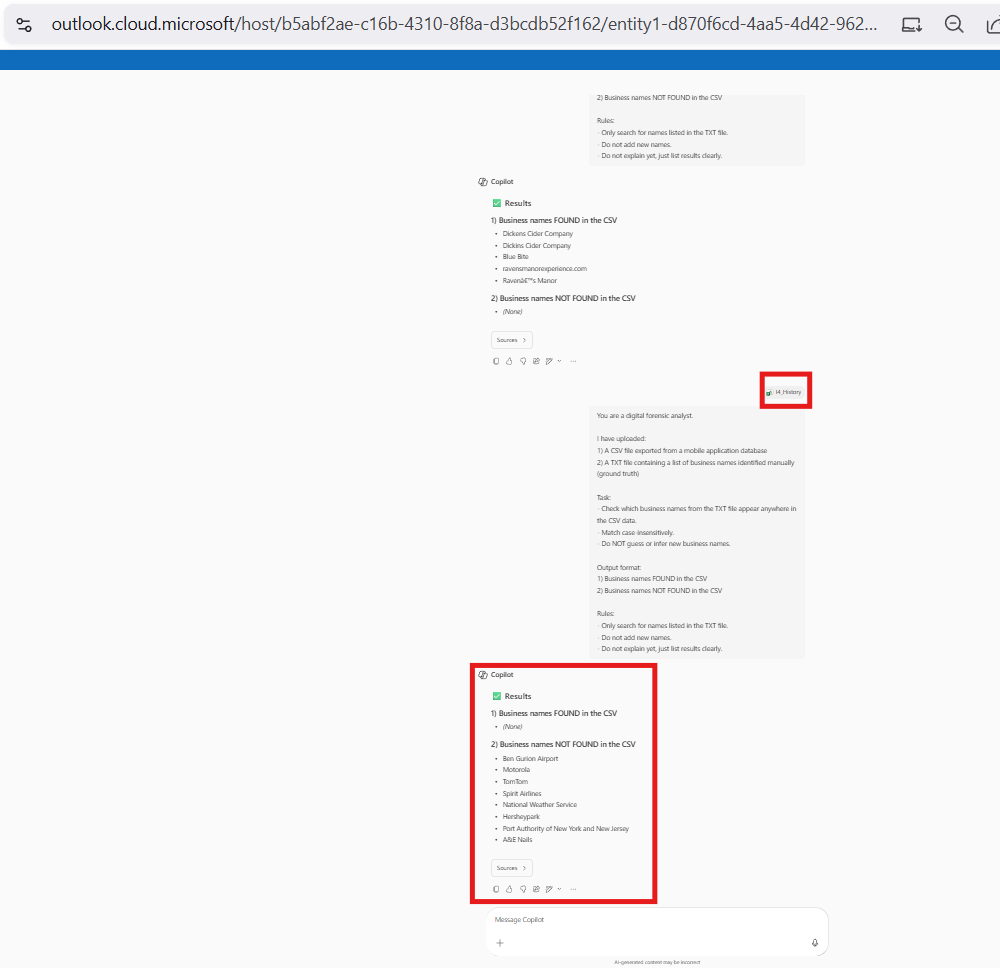 outlook.cloud.microsoft/host/b5abf2ae-c16b-4310-8f8a-d3bcdb52f162/entity1-d870f6cd-4aa5-4d42-962...
2) Business names NOT FOUND in the CSV
Rules:
· Only search for names listed in the TXT file.
· Do not add new names.
· Do not explain yet, just list results clearly.
Copilot
✅ Results
1) Business names FOUND in the CSV
• Dickens Cider Company
• Dickins Cider Company
• Blue Bite
• ravensmanorexperience.com
• Ravenâ€™s Manor
2) Business names NOT FOUND in the CSV
• (None)
Sources >
I4_History
You are a digital forensic analyst.
I have uploaded:
1) A CSV file exported from a mobile application database
2) A TXT file containing a list of business names identified manually
(ground truth)
Task:
· Check which business names from the TXT file appear anywhere in
the CSV data.
· Match case insensitively.
· Do NOT guess or infer new business names.
Output format:
1) Business names FOUND in the CSV
2) Business names NOT FOUND in the CSV
Rules:
· Only search for names listed in the TXT file.
· Do not add new names.
· Do not explain yet, just list results clearly.
Copilot
✅ Results
1) Business names FOUND in the CSV
• (None)
2) Business names NOT FOUND in the CSV
• Ben Gurion Airport
• Motorola
• TomTom
• Spirit Airlines
• National Weather Service
• Hersheypark
• Port Authority of New York and New Jersey
• A&E Nails
Sources >
Message Copilot
AI-generated content may be incorrect